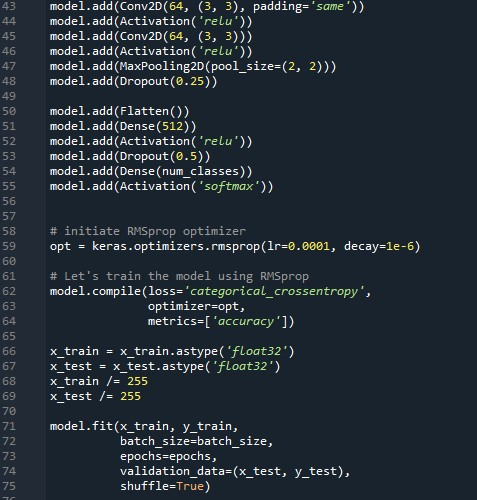 43 model.add(Conv2D(64, (3, 3), padding='same'))
44 model.add(Activation('relu'))
45 model.add(Conv2D(64, (3, 3)))
46 model.add(Activation('relu'))
47 model.add(MaxPooling2D(pool_size=(2, 2)))
48 model.add(Dropout(0.25))
49
50 model.add(Flatten())
51 model.add(Dense(512))
52 model.add(Activation('relu'))
53 model.add(Dropout(0.5))
54 model.add(Dense(num_classes))
55 model.add(Activation('softmax'))
56
57
58 # initiate RMSprop optimizer
59 opt = keras.optimizers.rmsprop(lr=0.0001, decay=1e-6)
60
61 # Let's train the model using RMSprop
62 model.compile(loss='categorical_crossentropy',
63 optimizer=opt,
64 metrics=['accuracy'])
65
66 x_train = x_train.astype('float32')
67 x_test = x_test.astype('float32')
68 x_train /= 255
69 x_test /= 255
70
71 model.fit(x_train, y_train,
72 batch_size=batch_size,
73 epochs=epochs,
74 validation_data=(x_test, y_test),
75 shuffle=True)